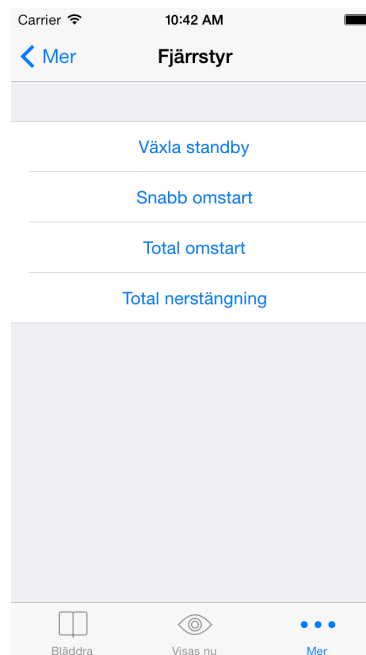 Carrier 10:42 AM
Mer Fjärrstyr
Växla standby
Snabb omstart
Total omstart
Total nerstängning
Bläddra Visas nu Mer